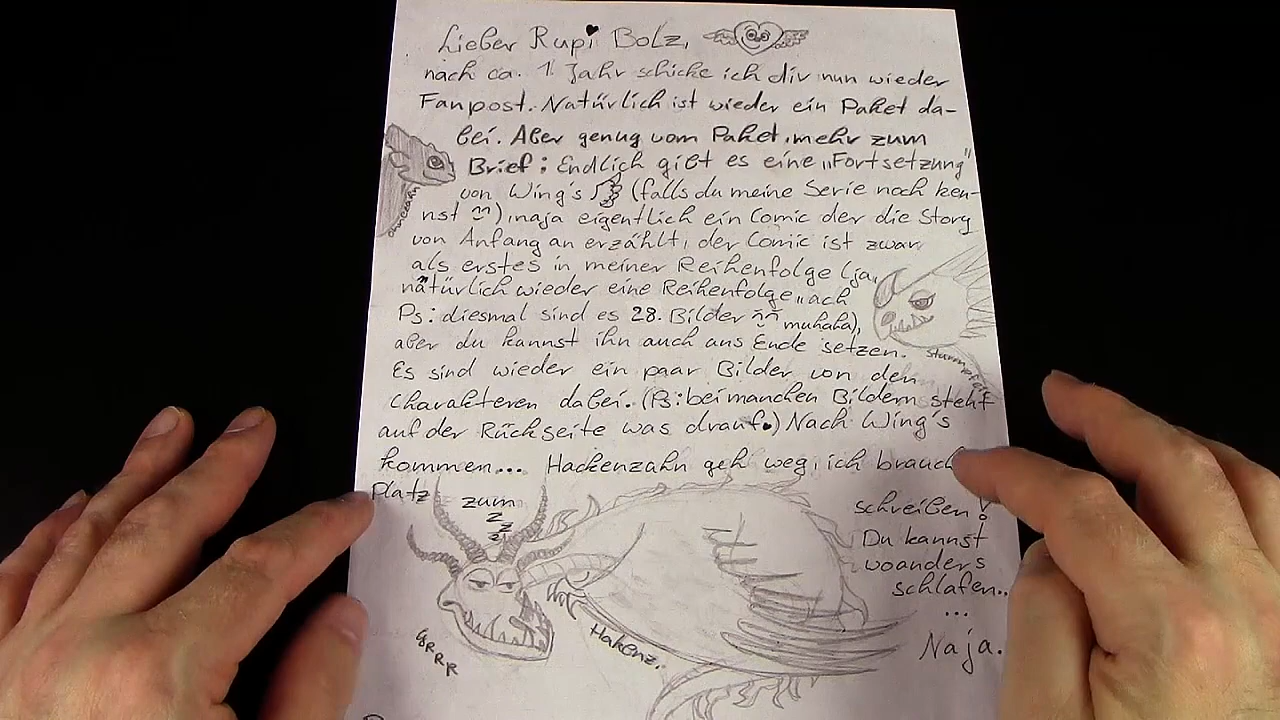 Lieber Rupi Bolz,
nach ca. 1 Jahr schicke ich dir nun wieder
Fanpost. Natürlich ist wieder ein Paket da-
bei. Aber genug vom Paket, mehr zum
Brief: Endlich gibt es eine „Fortsetzung"
von Wing's (falls du meine Serie noch ken-
nst ^^) naja eigentlich ein Comic der die Story
von Anfang an erzählt, der Comic ist zwar
als erstes in meiner Reihenfolge (ja,
natürlich wieder eine Reihenfolge, ach
Ps: diesmal sind es 28. Bilder ^^ muhaha),
aber du kannst ihn auch ans Ende setzen.
Es sind wieder ein paar Bilder von den
Charakteren dabei. (Ps: bei manchen Bildern steht
auf der Rückseite was drauf.) Nach Wing's
kommen... Hackenzahn geh weg, ich brauch
Platz zum
schreiben!
Du kannst
woanders
schlafen..
...
Naja.
z
z
z
GRRR
Hakenz.